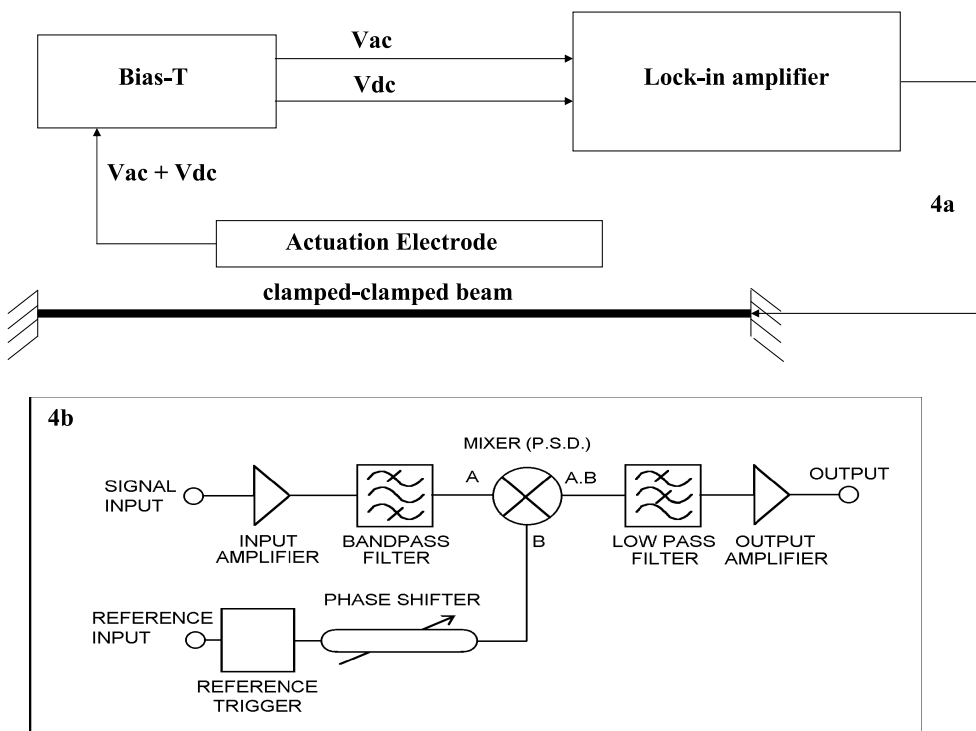 Vac
Bias-T
Vdc
Lock-in amplifier
Vac + Vdc
4a
Actuation Electrode
clamped-clamped beam
4b
MIXER (P.S.D.)
A
A.B
OUTPUT
SIGNAL
INPUT
INPUT
AMPLIFIER
BANDPASS
FILTER
B
LOW PASS
FILTER
OUTPUT
AMPLIFIER
PHASE SHIFTER
REFERENCE
INPUT
REFERENCE
TRIGGER